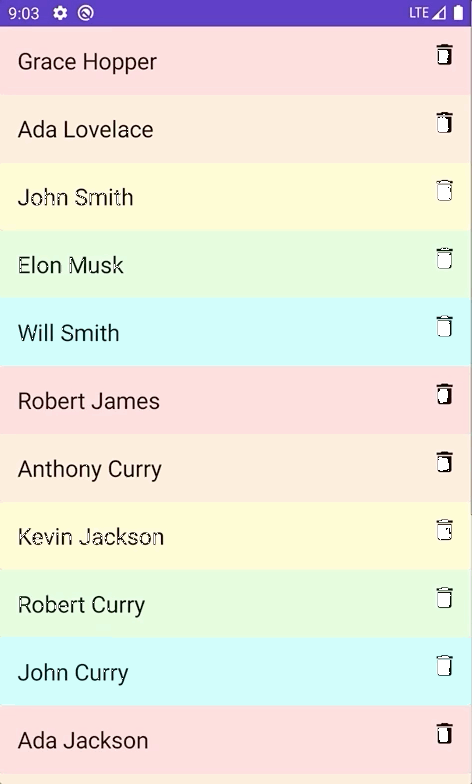 9:03 LTE
Grace Hopper
Ada Lovelace
John Smith
Elon Musk
Will Smith
Robert James
Anthony Curry
Kevin Jackson
Robert Curry
John Curry
Ada Jackson